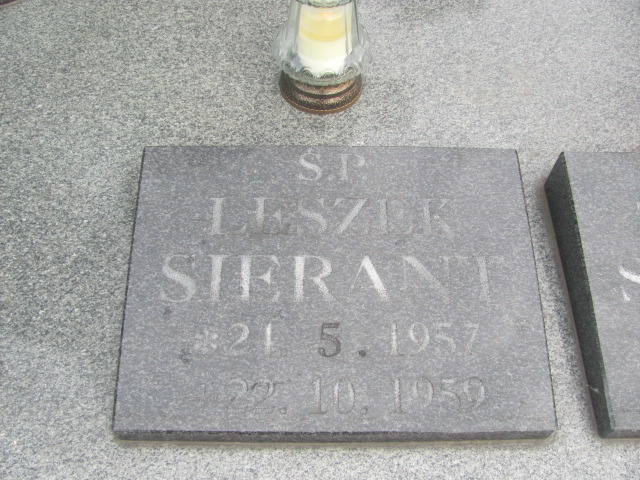 Ś.P.
LESZEK
SIERANT
*21. 5. 1957
22. 10. 1959
S